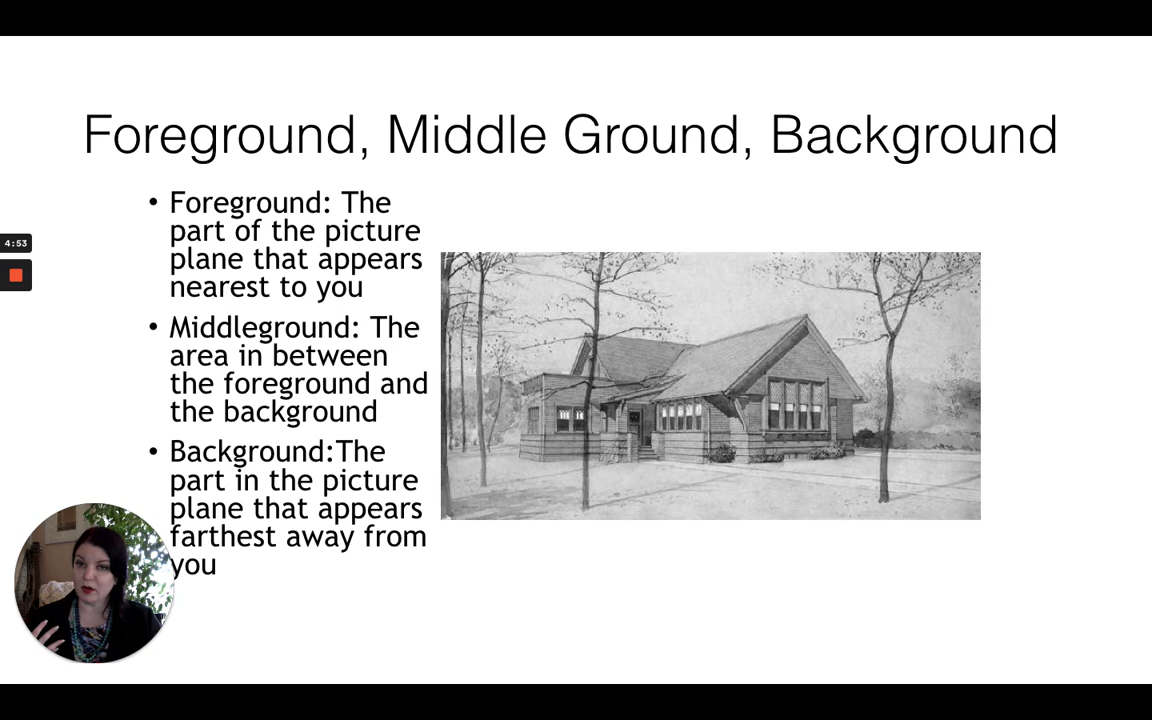 Foreground, Middle Ground, Background
• Foreground: The
part of the picture
plane that appears
nearest to you
• Middleground: The
area in between
the foreground and
the background
• Background:The
part in the picture
plane that appears
farthest away from
you
4:53